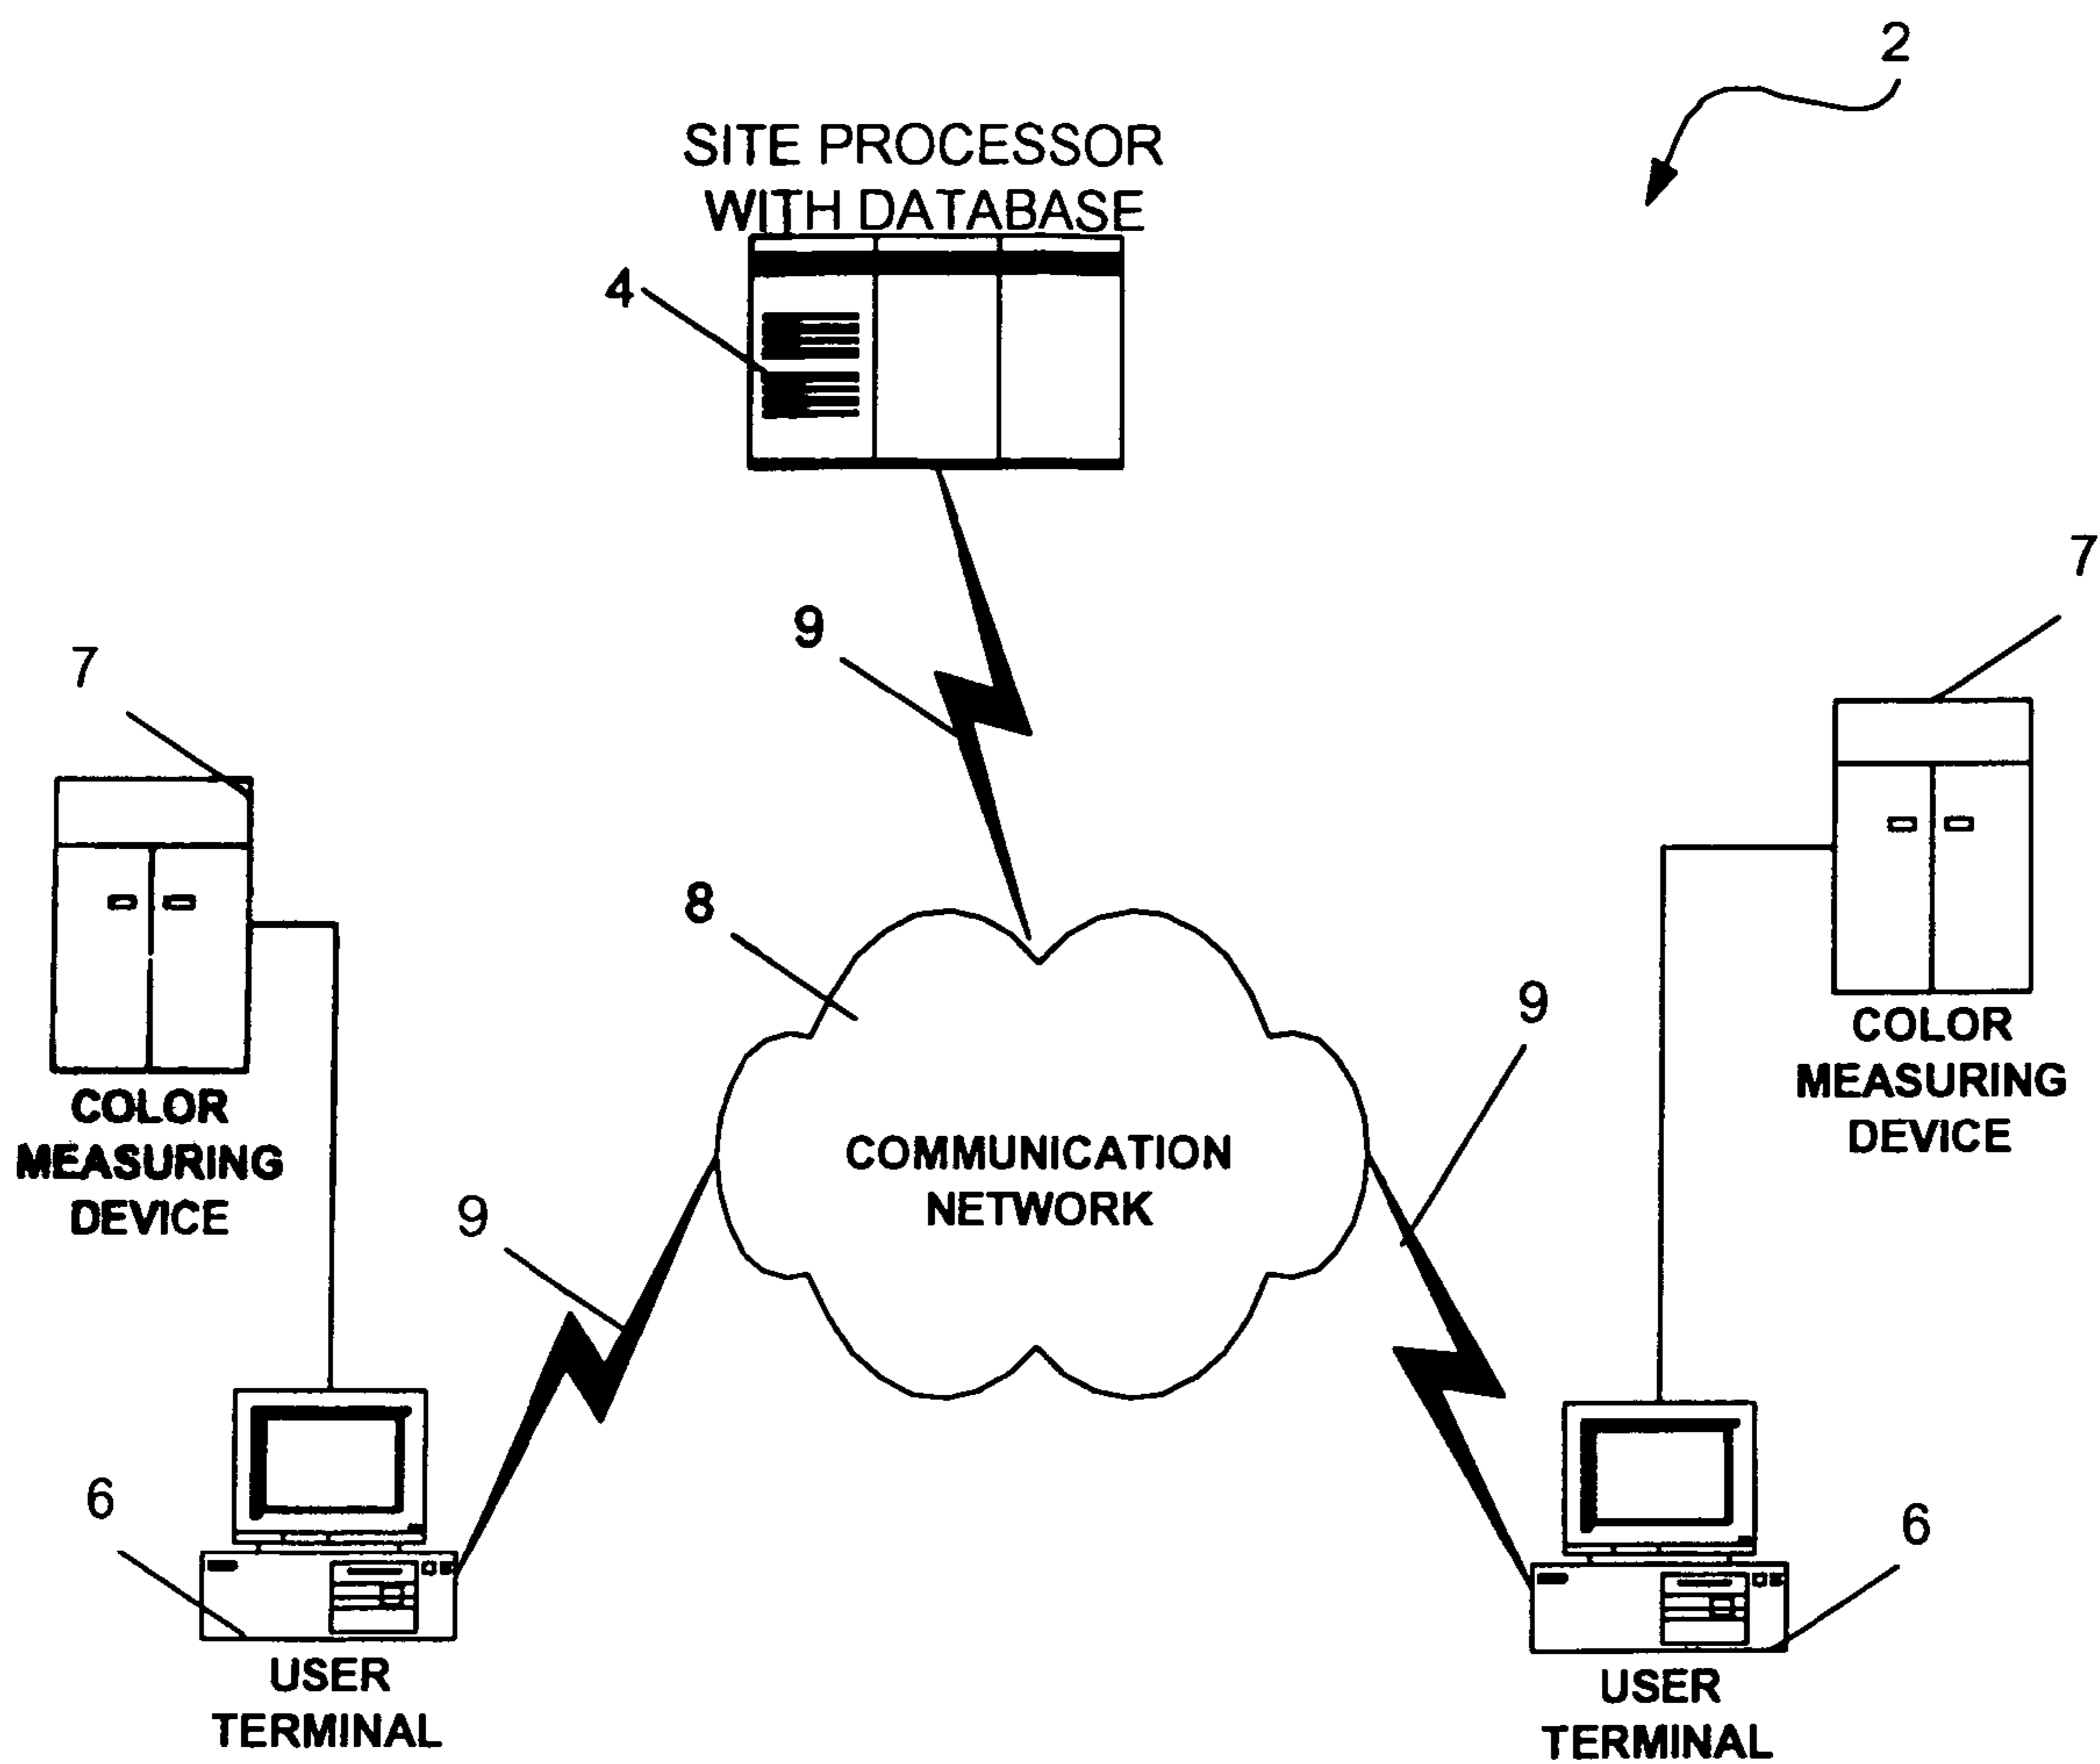 2
SITE PROCESSOR
WITH DATABASE
4
9
7
7
8
9
COLOR
MEASURING
DEVICE
COLOR
MEASURING
DEVICE
COMMUNICATION
NETWORK
9
6
6
USER
TERMINAL
USER
TERMINAL